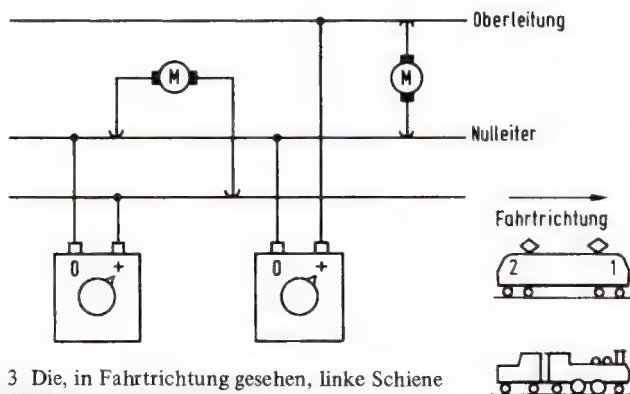 Oberleitung
M
M
Nulleiter
0 +
0 +
Fahrtrichtung
2 1
3 Die, in Fahrtrichtung gesehen, linke Schiene